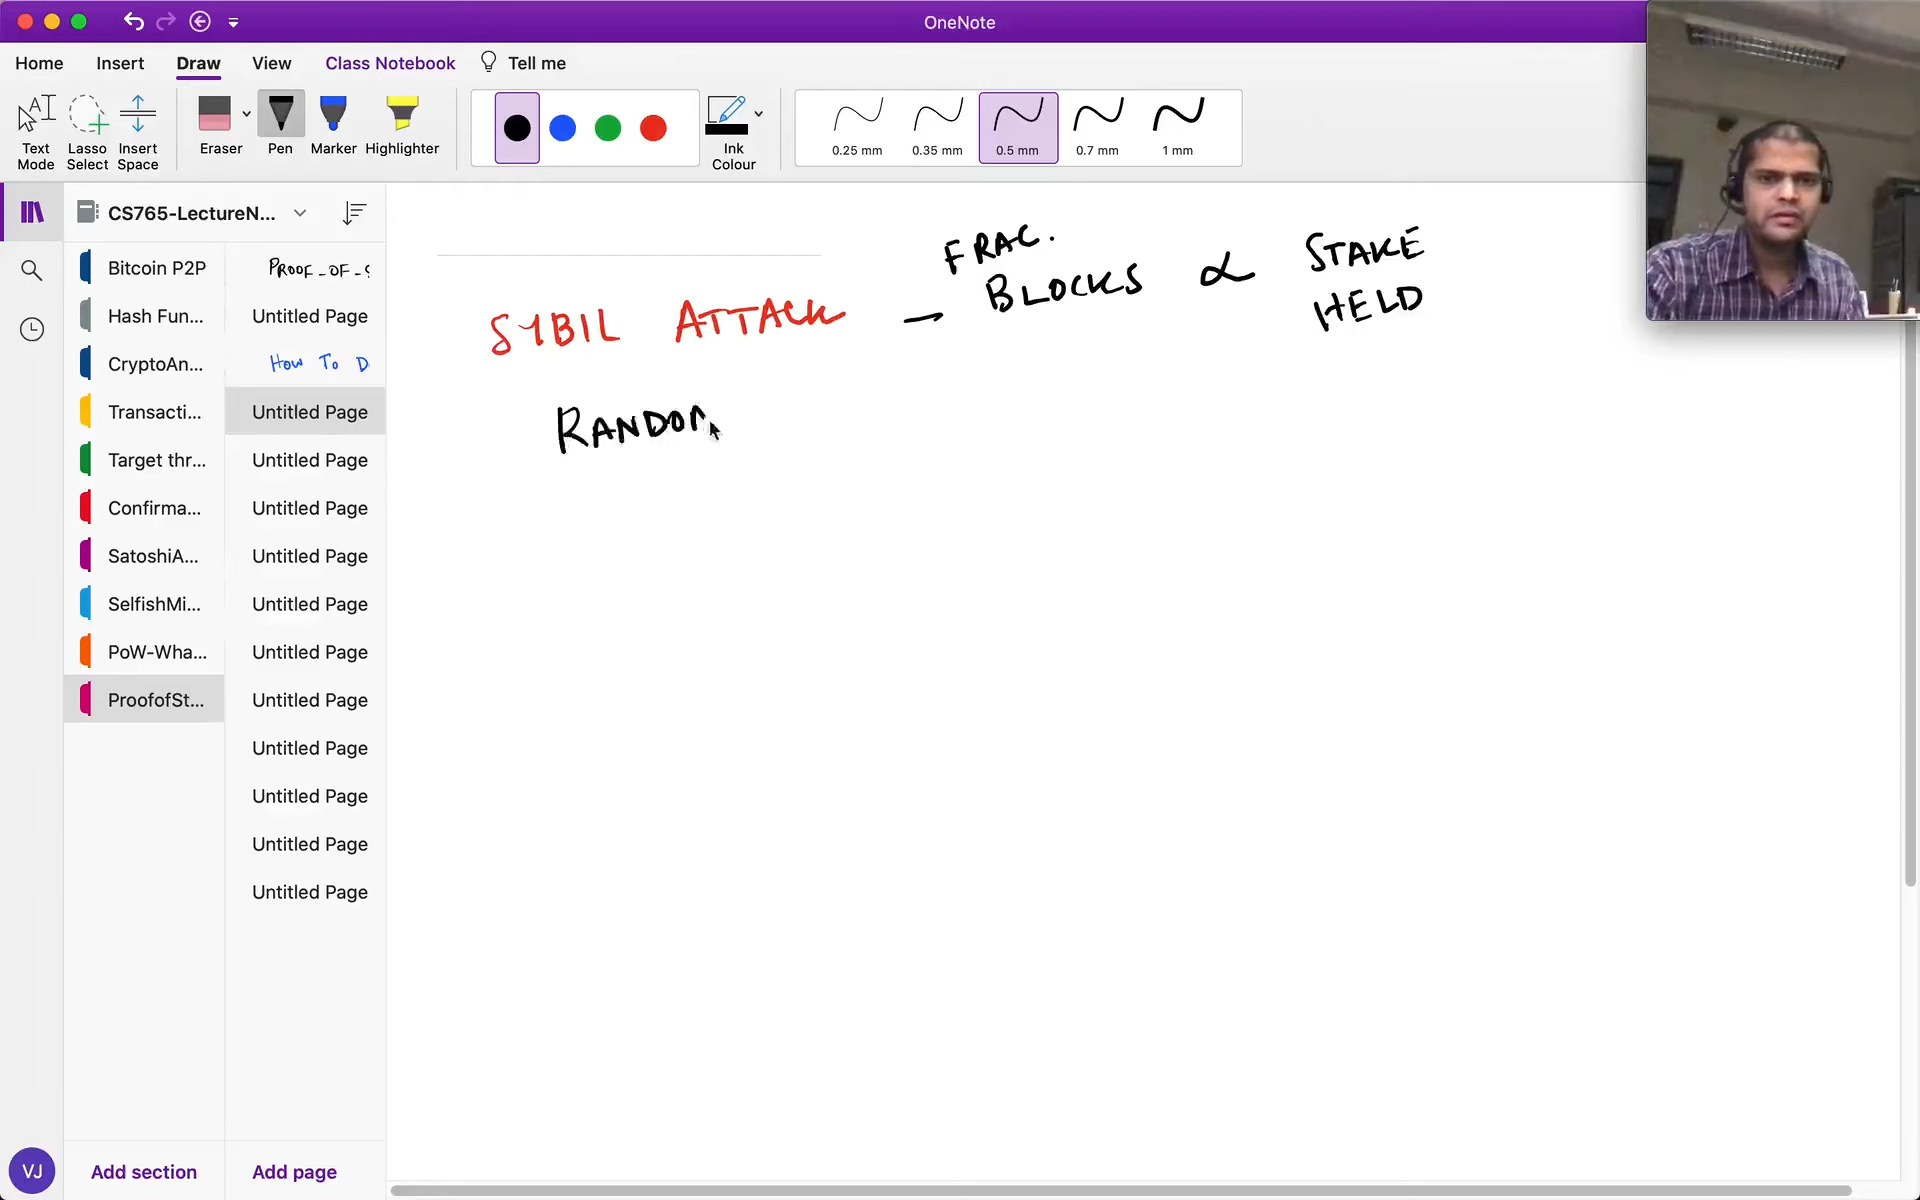 OneNote
Home Insert Draw View Class Notebook Tell me
Text Mode
Lasso Select
Insert Space
Eraser
Pen
Marker
Highlighter
Ink Colour
0.25 mm
0.35 mm
0.5 mm
0.7 mm
1 mm
CS765-LectureN...
Bitcoin P2P
Hash Fun...
CryptoAn...
Transacti...
Target thr...
Confirma...
SatoshiA...
SelfishMi...
PoW-Wha...
ProofofSt...
PROOF-OF-S
Untitled Page
HOW TO D
Untitled Page
Untitled Page
Untitled Page
Untitled Page
Untitled Page
Untitled Page
Untitled Page
Untitled Page
Untitled Page
Untitled Page
Untitled Page
SYBIL ATTACK –
FRAC.
BLOCKS ∝ STAKE
HELD
RANDOM
VJ
Add section
Add page